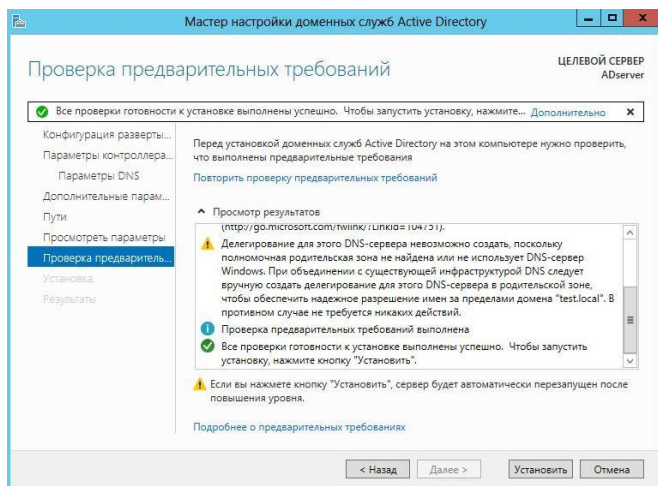 Мастер настройки доменных служб Active Directory
Проверка предварительных требований
ЦЕЛЕВОЙ СЕРВЕР
ADserver
Все проверки готовности к установке выполнены успешно. Чтобы запустить установку, нажмите... Дополнительно
Конфигурация разверты...
Параметры контроллера...
Параметры DNS
Дополнительные парам...
Пути
Просмотреть параметры
Проверка предваритель...
Установка
Результаты
Перед установкой доменных служб Active Directory на этом компьютере нужно проверить,
что выполнены предварительные требования
Повторить проверку предварительных требований
Просмотр результатов
(http://go.microsoft.com/fwlink/?LinkId=104751).
Делегирование для этого DNS-сервера невозможно создать, поскольку
полномочная родительская зона не найдена или не использует DNS-сервер
Windows. При объединении с существующей инфраструктурой DNS следует
вручную создать делегирование для этого DNS-сервера в родительской зоне,
чтобы обеспечить надежное разрешение имен за пределами домена "test.local". В
противном случае не требуется никаких действий.
Проверка предварительных требований выполнена
Все проверки готовности к установке выполнены успешно. Чтобы запустить
установку, нажмите кнопку "Установить".
Если вы нажмете кнопку "Установить", сервер будет автоматически перезапущен после
повышения уровня.
Подробнее о предварительных требованиях
< Назад
Далее >
Установить
Отмена